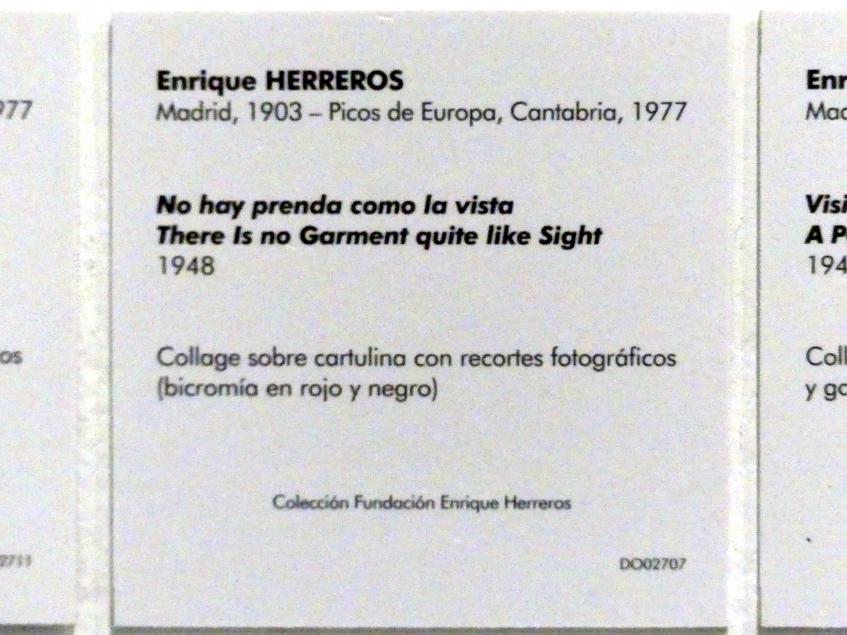 Enrique HERREROS
Madrid, 1903 – Picos de Europa, Cantabria, 1977
No hay prenda como la vista
There Is no Garment quite like Sight
1948
Collage sobre cartulina con recortes fotográficos
(bicromía en rojo y negro)
Colección Fundación Enrique Herreros
DO02707